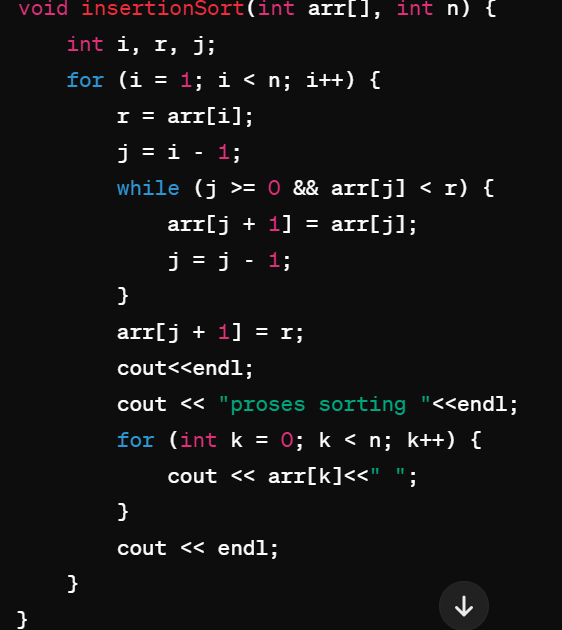 void insertionSort(int arr[], int n) {
    int i, r, j;
    for (i = 1; i < n; i++) {
        r = arr[i];
        j = i - 1;
        while (j >= 0 && arr[j] < r) {
            arr[j + 1] = arr[j];
            j = j - 1;
        }
        arr[j + 1] = r;
        cout<<endl;
        cout << "proses sorting "<<endl;
        for (int k = 0; k < n; k++) {
            cout << arr[k]<<" ";
        }
        cout << endl;
    }
}